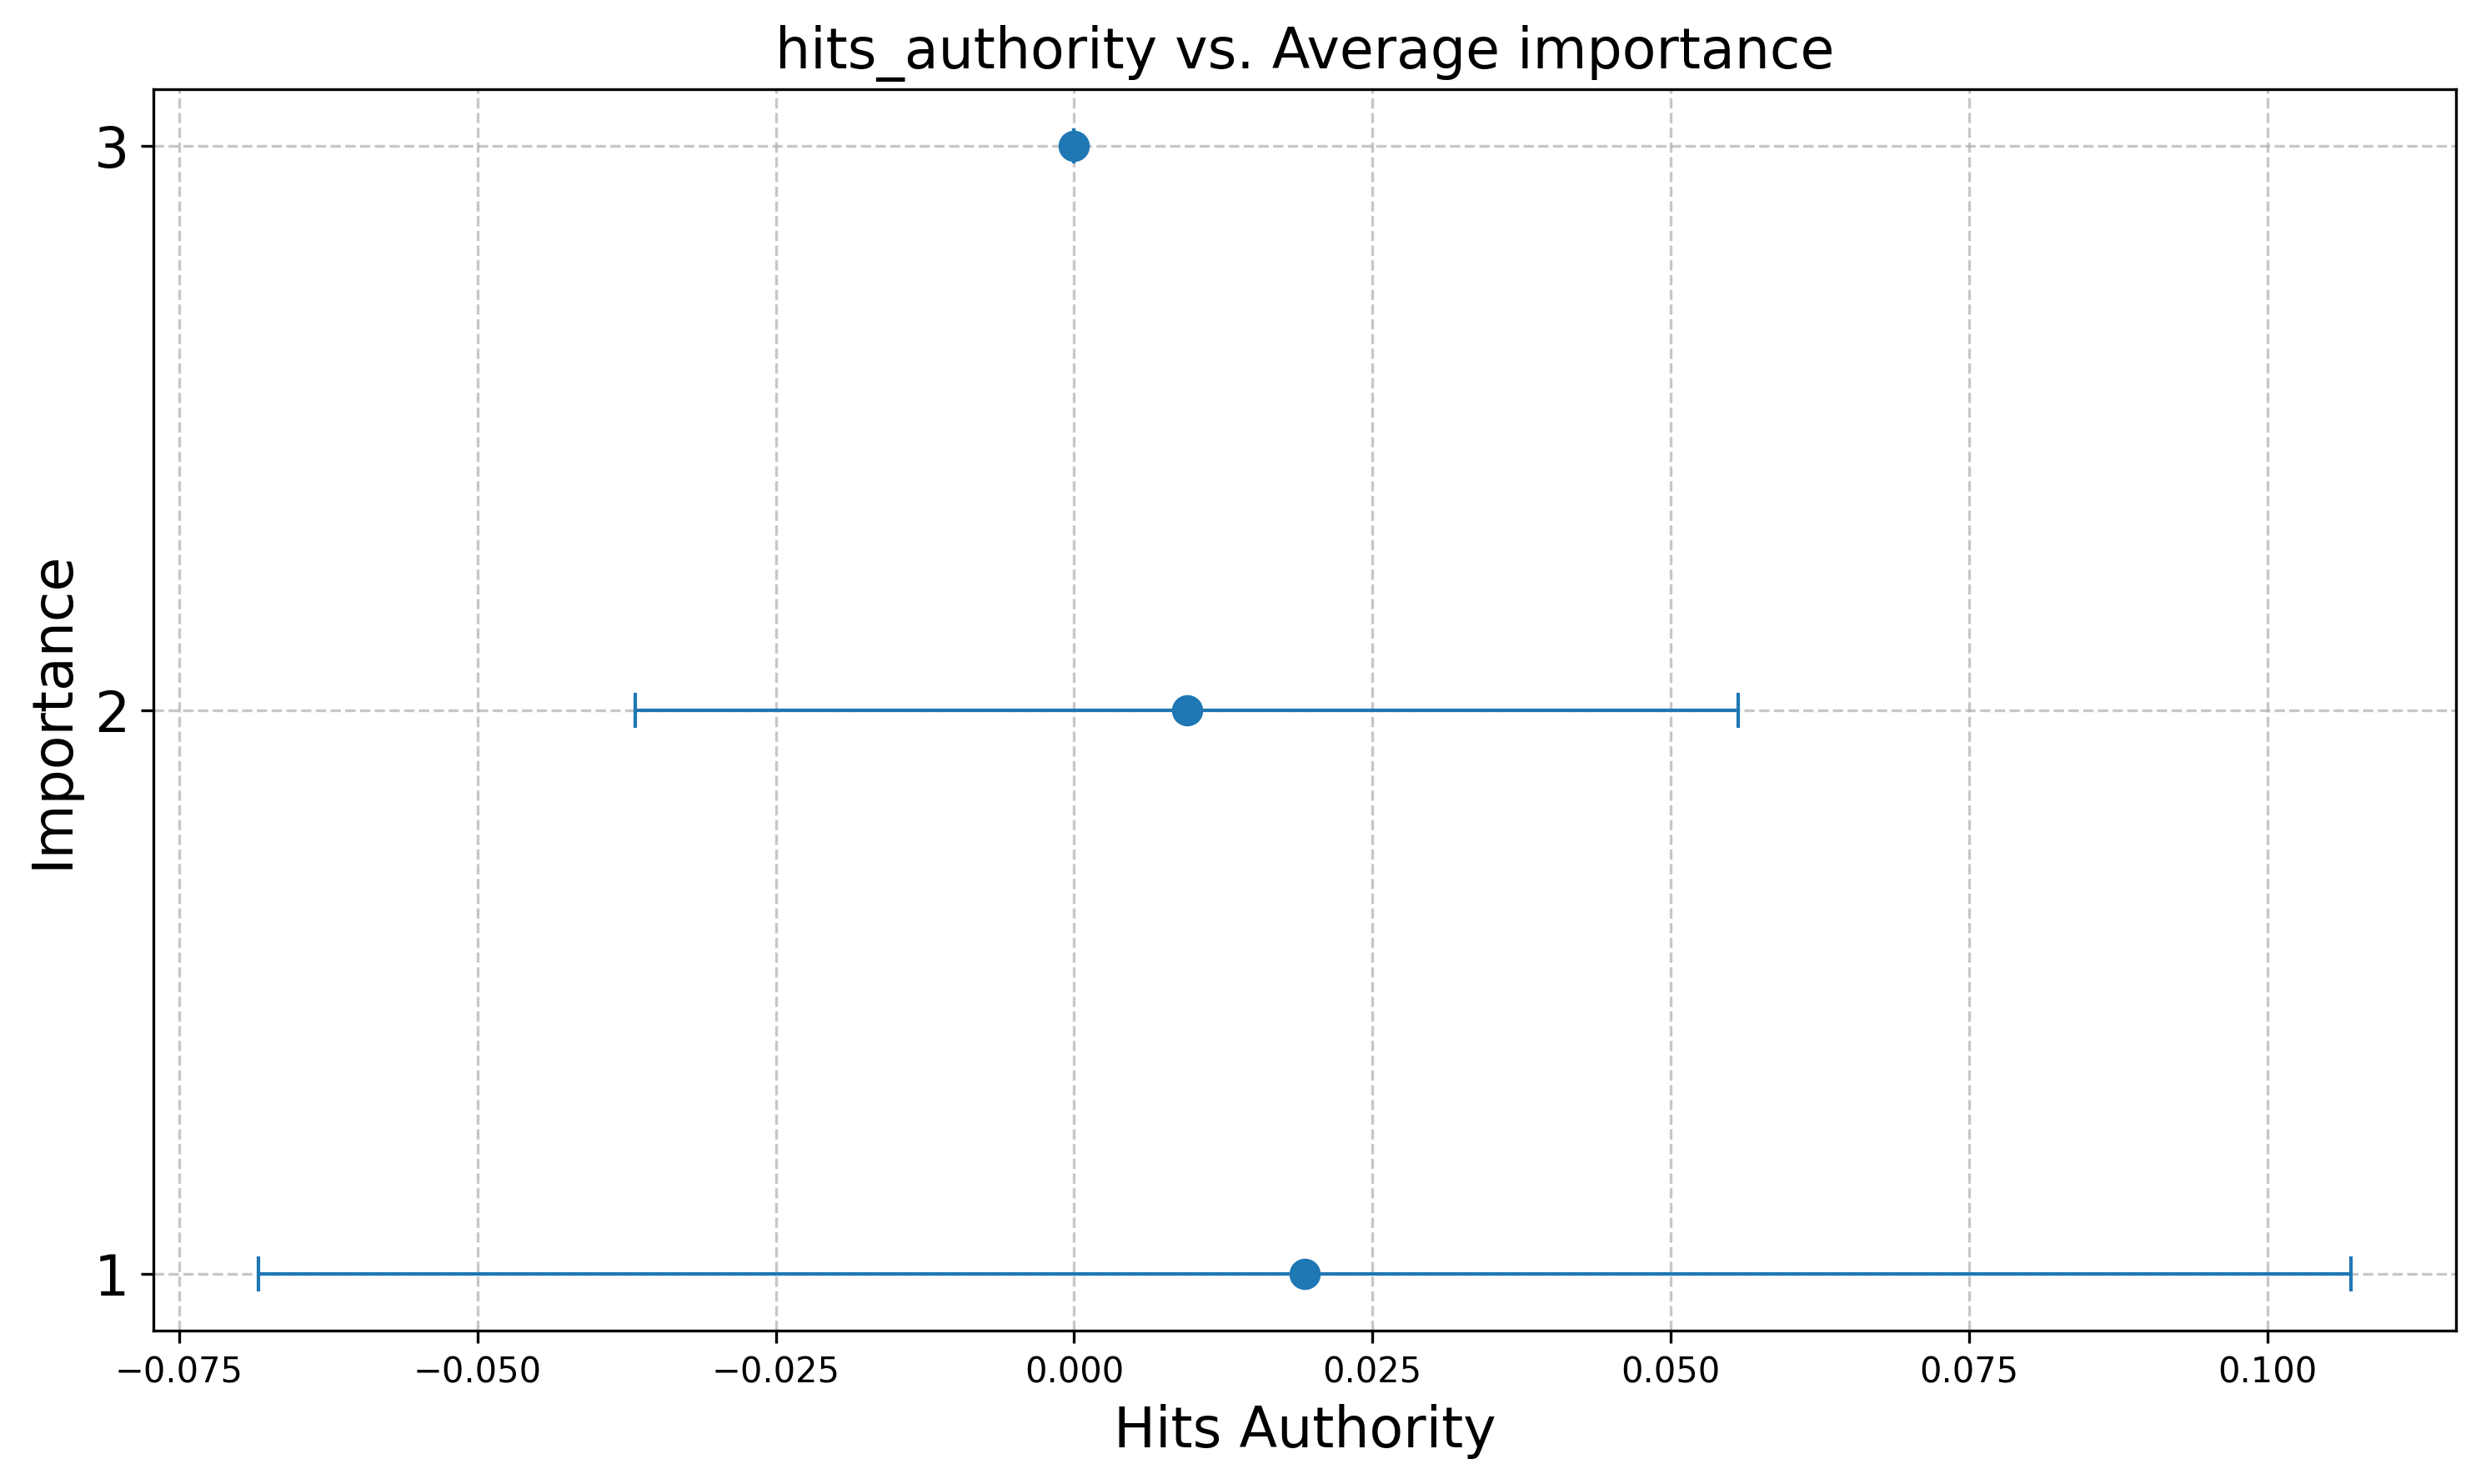 hits_authority vs. Average importance
3
2
1
Importance
−0.075 −0.050 −0.025 0.000 0.025 0.050 0.075 0.100
Hits Authority